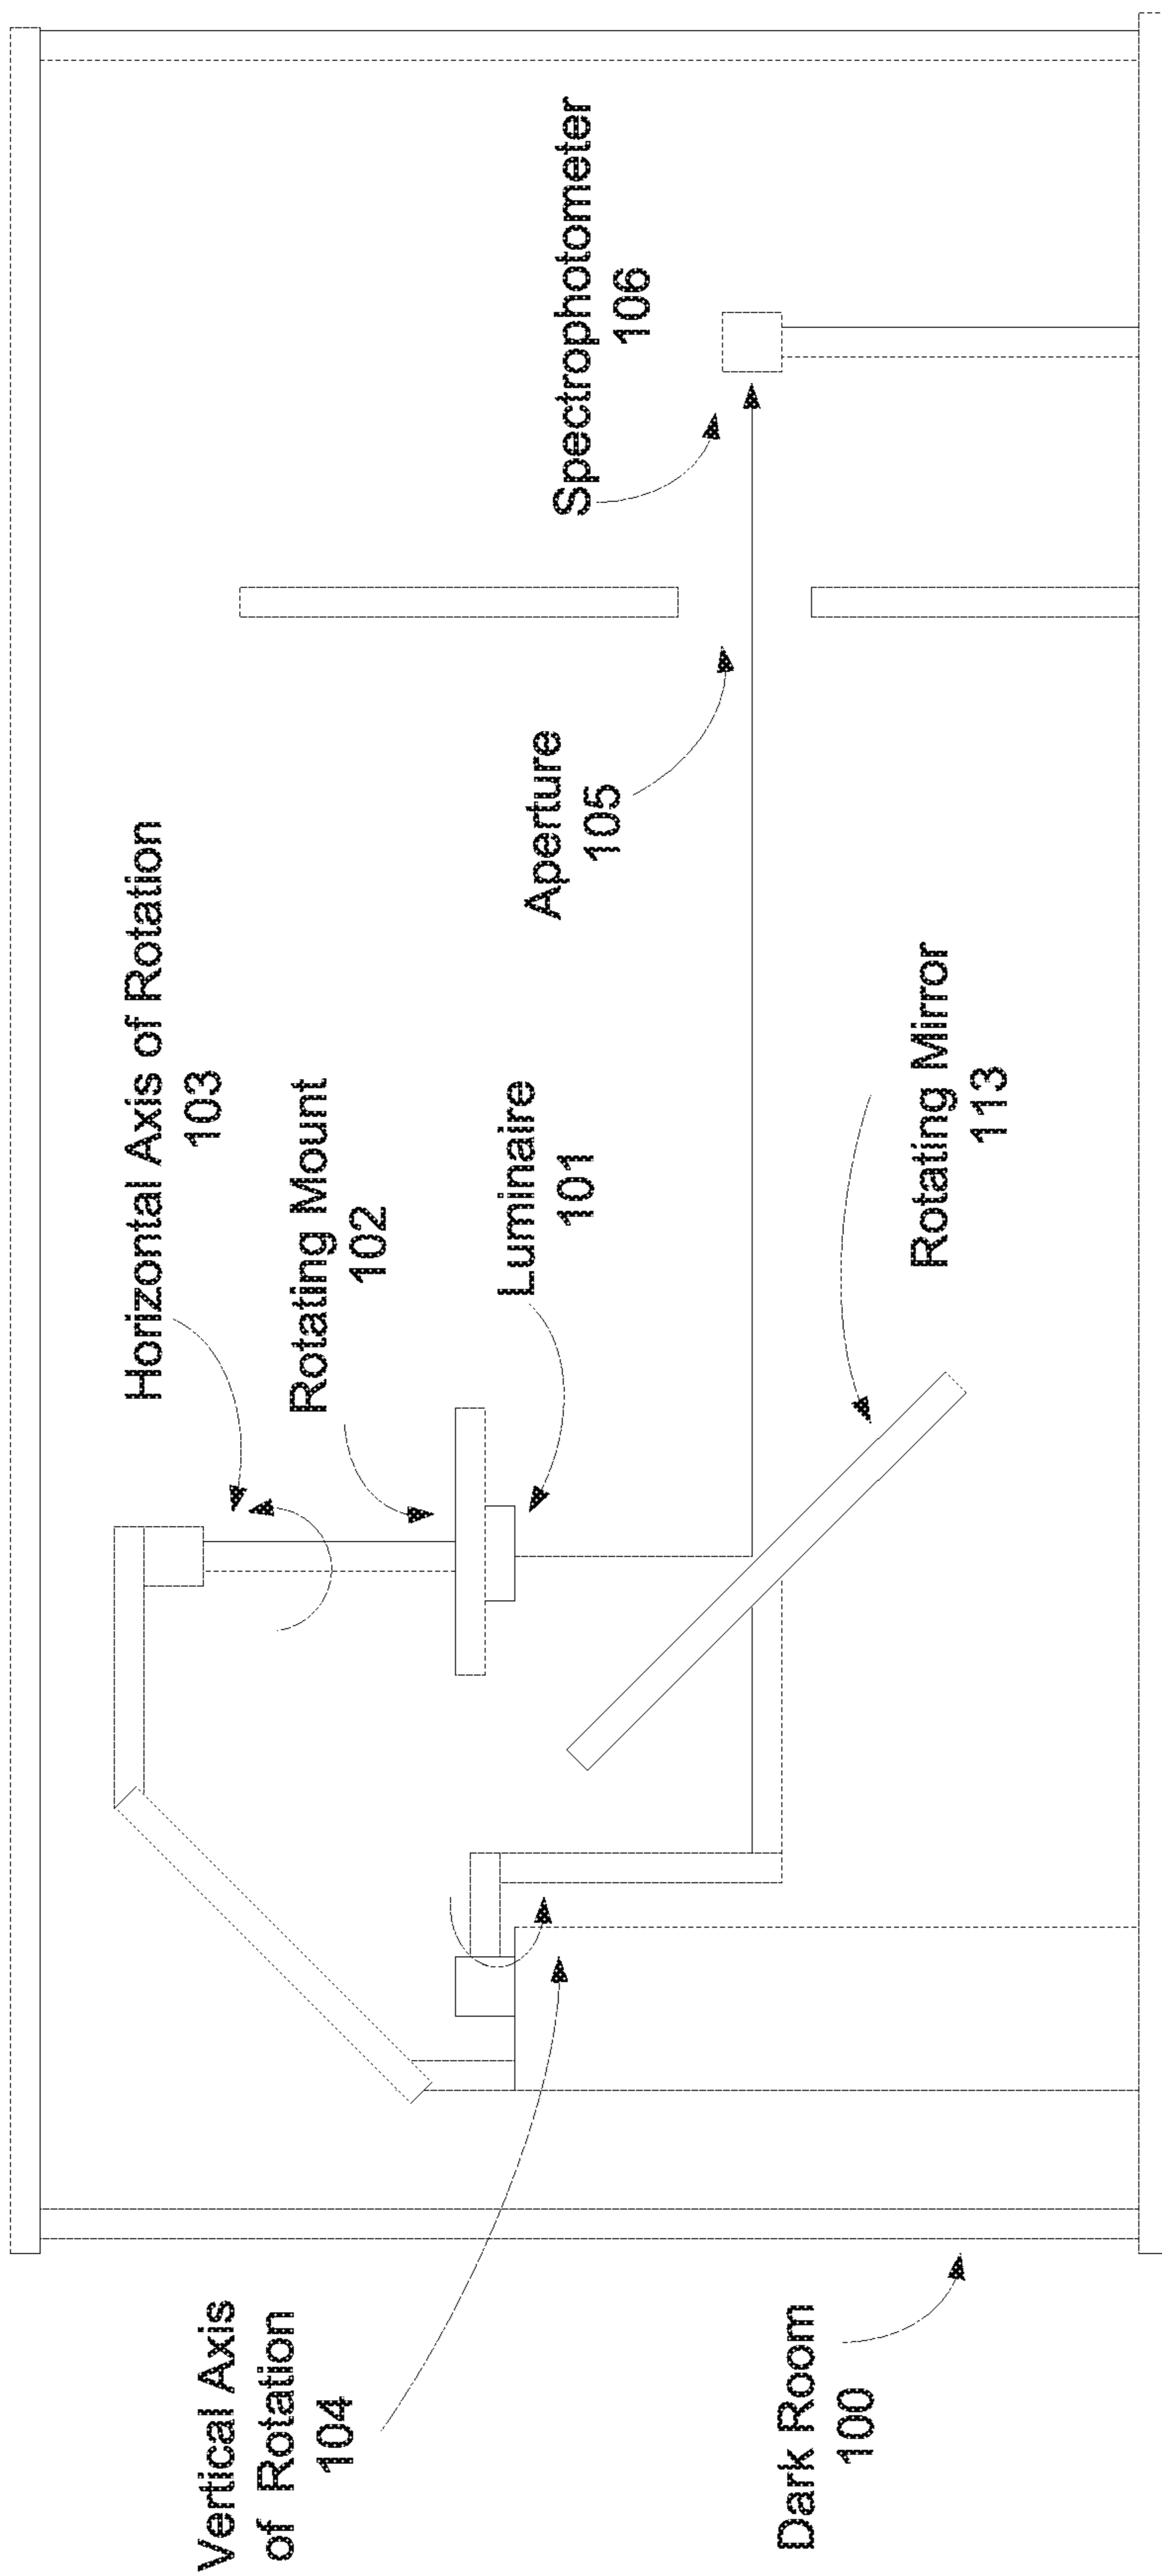 Horizontal Axis of Rotation
103
Rotating Mount
102
Vertical Axis
of Rotation
104
Luminaire
101
Aperture
105
Spectrophotometer
106
Dark Room
100
Rotating Mirror
113